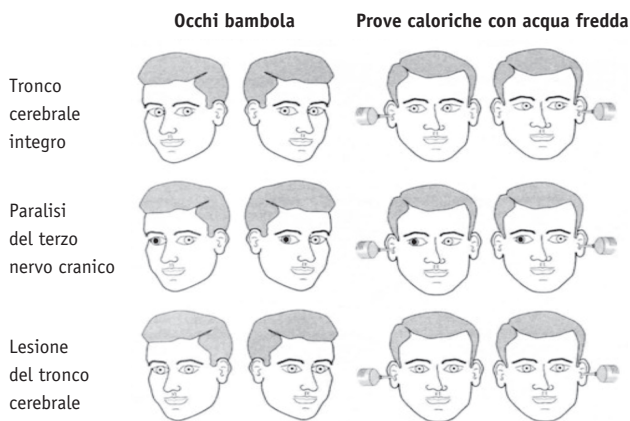 Occhi bambola
Prove caloriche con acqua fredda
Tronco
cerebrale
integro
Paralisi
del terzo
nervo cranico
Lesione
del tronco
cerebrale